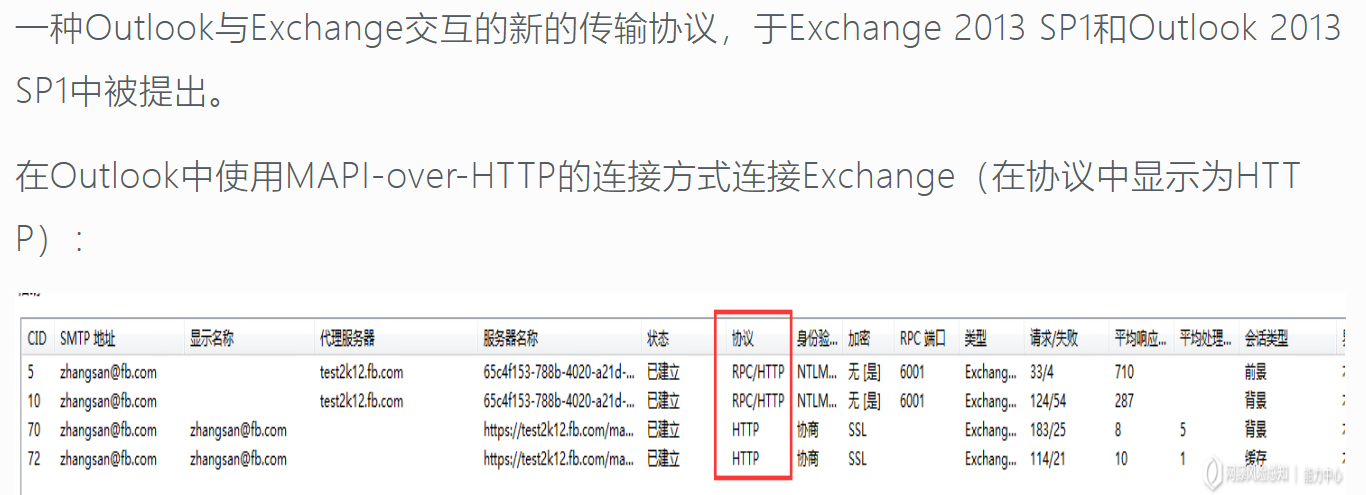 一种Outlook与Exchange交互的新的传输协议，于Exchange 2013 SP1和Outlook 2013
SP1中被提出。
在Outlook中使用MAPI-over-HTTP的连接方式连接Exchange（在协议中显示为HTT
P）：
CID SMTP 地址 显示名称 代理服务器 服务器名称 状态 协议 身份验... 加密 RPC 端口 类型 请求/失败 平均响应... 平均处理... 会话类型
5 zhangsan@fb.com test2k12.fb.com 65c4f153-788b-4020-a21d-... 已建立 RPC/HTTP NTLM... 无 [是] 6001 Exchang... 33/4 710 前景
10 zhangsan@fb.com test2k12.fb.com 65c4f153-788b-4020-a21d-... 已建立 RPC/HTTP NTLM... 无 [是] 6001 Exchang... 124/54 287 背景
70 zhangsan@fb.com zhangsan@fb.com https://test2k12.fb.com/ma... 已建立 HTTP 协商 SSL Exchang... 183/25 8 5 背景
72 zhangsan@fb.com zhangsan@fb.com https://test2k12.fb.com/ma... 已建立 HTTP 协商 SSL Exchang... 114/21 10 1 缓存
能力中心